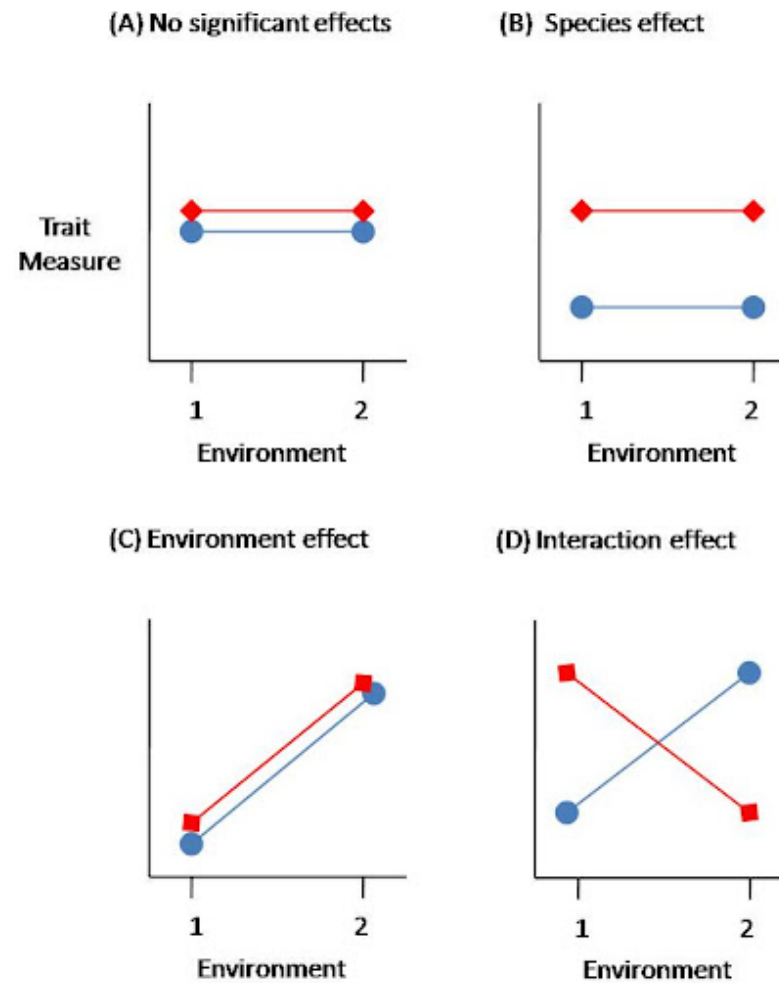 (A) No significant effects
(B) Species effect
Trait
Measure
1 2
Environment
1 2
Environment
(C) Environment effect
(D) Interaction effect
1 2
Environment
1 2
Environment